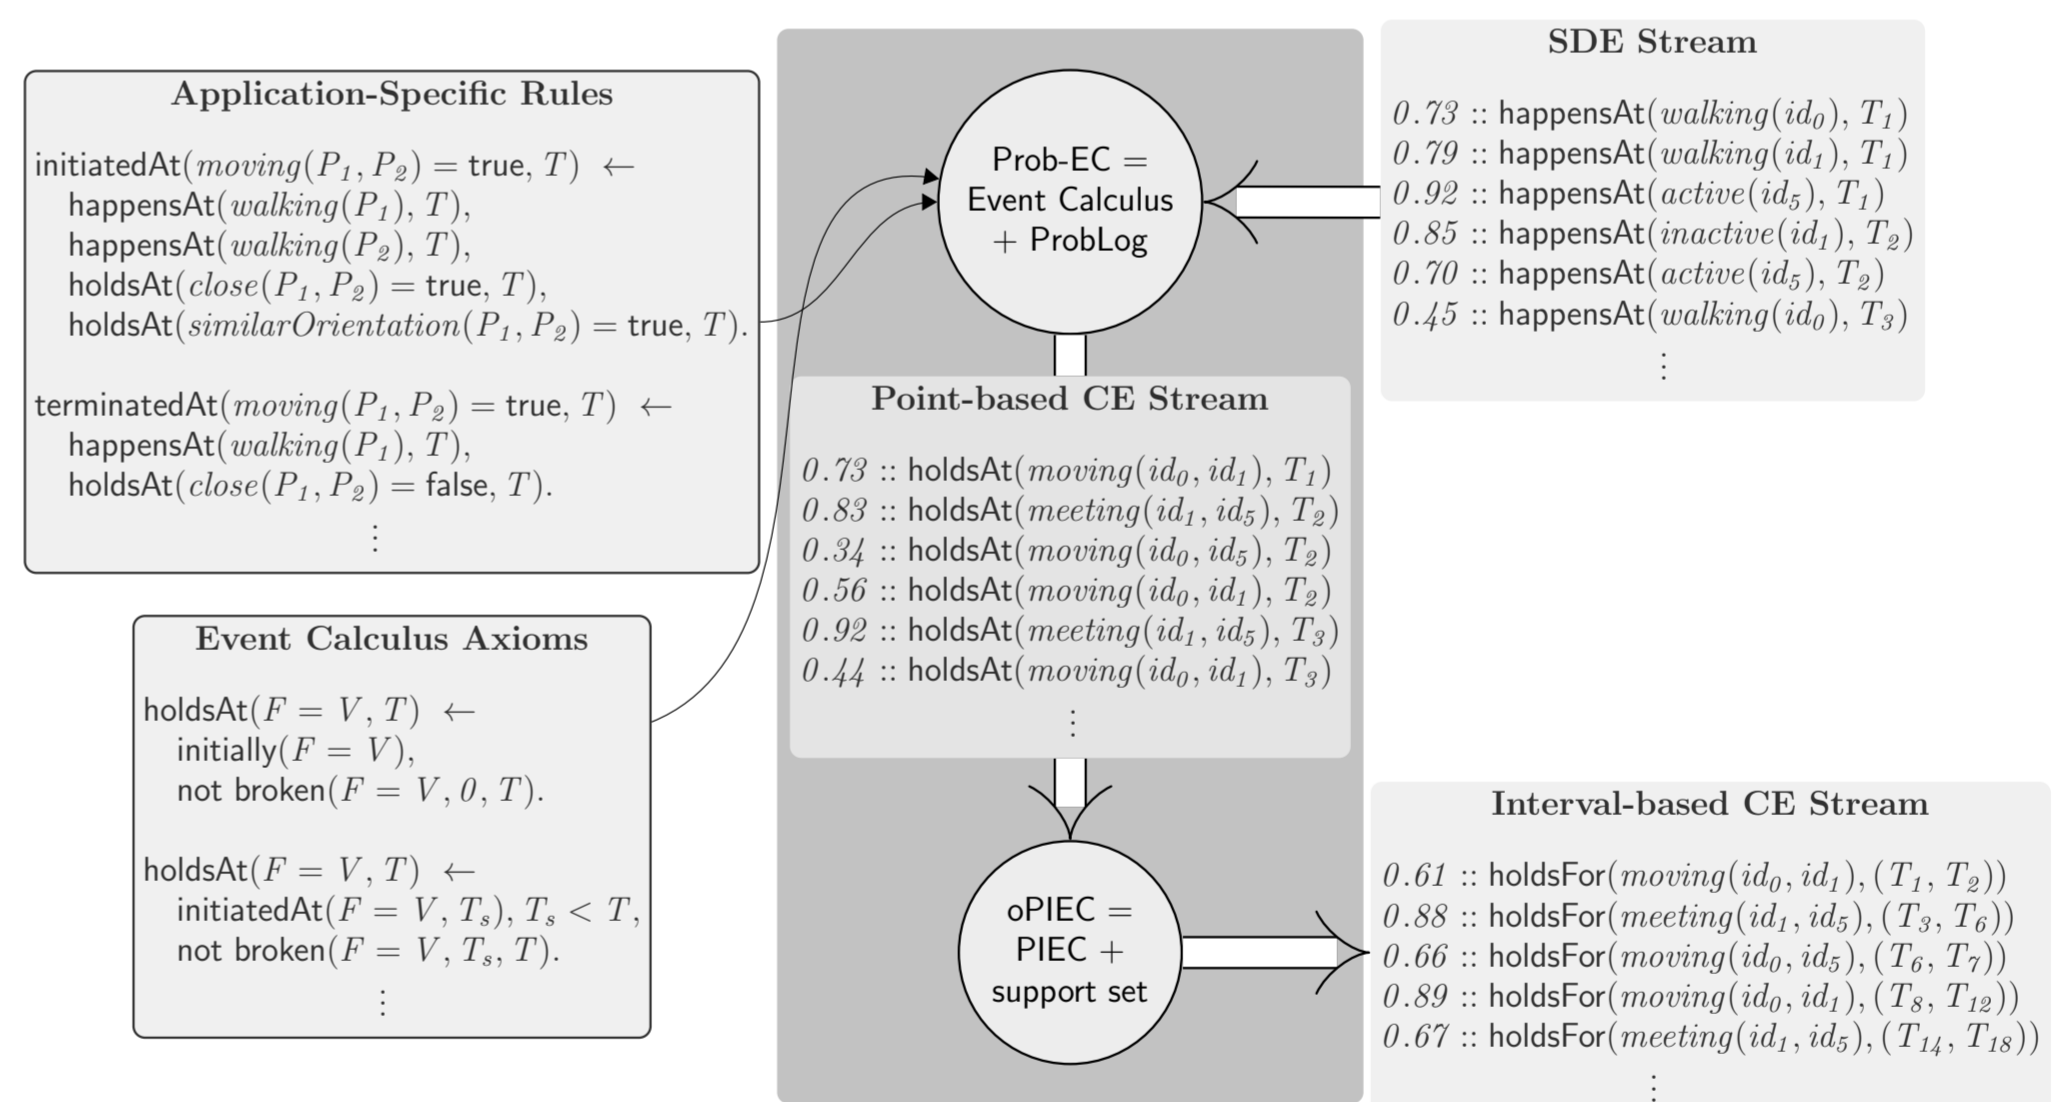 Application-Specific Rules
initiatedAt(moving(P₁, P₂) = true, T) ←
happensAt(walking(P₁), T),
happensAt(walking(P₂), T),
holdsAt(close(P₁, P₂) = true, T),
holdsAt(similarOrientation(P₁, P₂) = true, T).
terminatedAt(moving(P₁, P₂) = true, T) ←
happensAt(walking(P₁), T),
holdsAt(close(P₁, P₂) = false, T).
⋮
Event Calculus Axioms
holdsAt(F = V, T) ←
initially(F = V),
not broken(F = V, 0, T).
holdsAt(F = V, T) ←
initiatedAt(F = V, Tₛ), Tₛ < T,
not broken(F = V, Tₛ, T).
⋮
Prob-EC =
Event Calculus
+ ProbLog
Point-based CE Stream
0.73 :: holdsAt(moving(id₀, id₁), T₁)
0.83 :: holdsAt(meeting(id₁, id₅), T₂)
0.34 :: holdsAt(moving(id₀, id₅), T₂)
0.56 :: holdsAt(moving(id₀, id₁), T₂)
0.92 :: holdsAt(meeting(id₁, id₅), T₃)
0.44 :: holdsAt(moving(id₀, id₁), T₃)
⋮
oPIEC =
PIEC +
support set
SDE Stream
0.73 :: happensAt(walking(id₀), T₁)
0.79 :: happensAt(walking(id₁), T₁)
0.92 :: happensAt(active(id₅), T₁)
0.85 :: happensAt(inactive(id₁), T₂)
0.70 :: happensAt(active(id₅), T₂)
0.45 :: happensAt(walking(id₀), T₃)
⋮
Interval-based CE Stream
0.61 :: holdsFor(moving(id₀, id₁), (T₁, T₂))
0.88 :: holdsFor(meeting(id₁, id₅), (T₃, T₆))
0.66 :: holdsFor(moving(id₀, id₅), (T₆, T₇))
0.89 :: holdsFor(moving(id₀, id₁), (T₈, T₁₂))
0.67 :: holdsFor(meeting(id₁, id₅), (T₁₄, T₁₈))
⋮